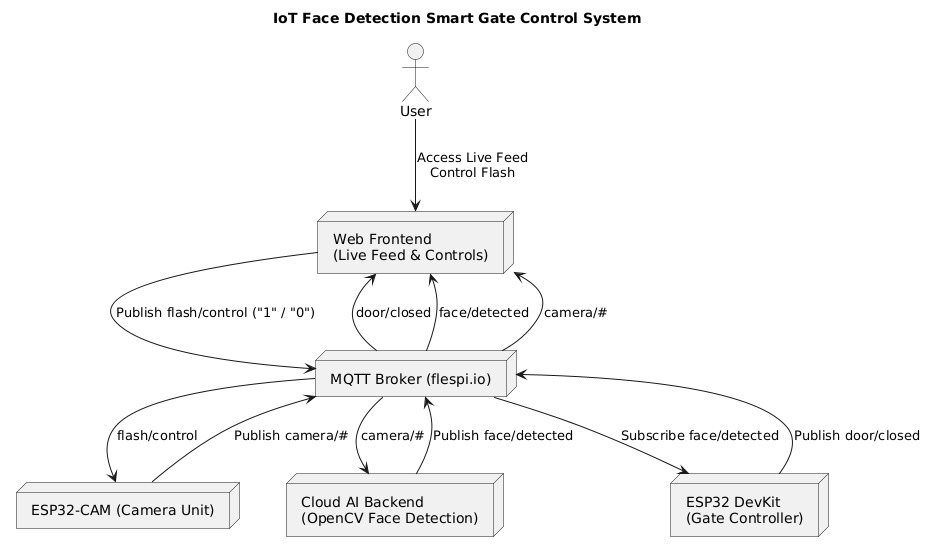 IoT Face Detection Smart Gate Control System
User
Access Live Feed
Control Flash
Web Frontend
(Live Feed & Controls)
Publish flash/control ("1" / "0")
door/closed
face/detected
camera/#
MQTT Broker (flespi.io)
flash/control
Publish camera/#
camera/#
Publish face/detected
Subscribe face/detected
Publish door/closed
ESP32-CAM (Camera Unit)
Cloud AI Backend
(OpenCV Face Detection)
ESP32 DevKit
(Gate Controller)